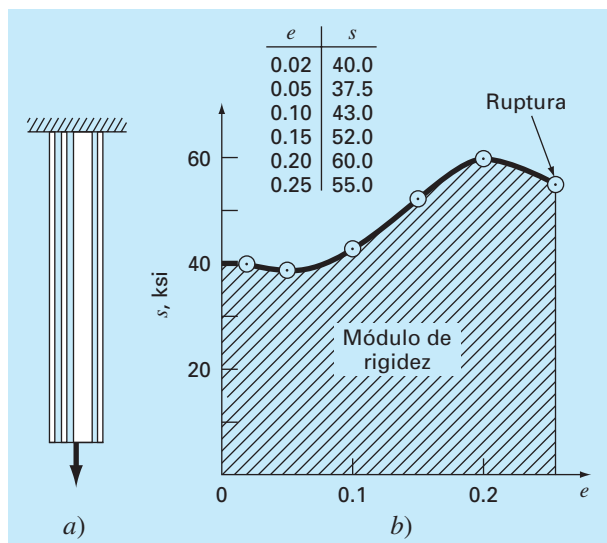 e s
0.02 40.0
0.05 37.5
0.10 43.0
0.15 52.0
0.20 60.0
0.25 55.0
Ruptura
60
40
20
s, ksi
Módulo de
rigidez
0 0.1 0.2 e
a) b)